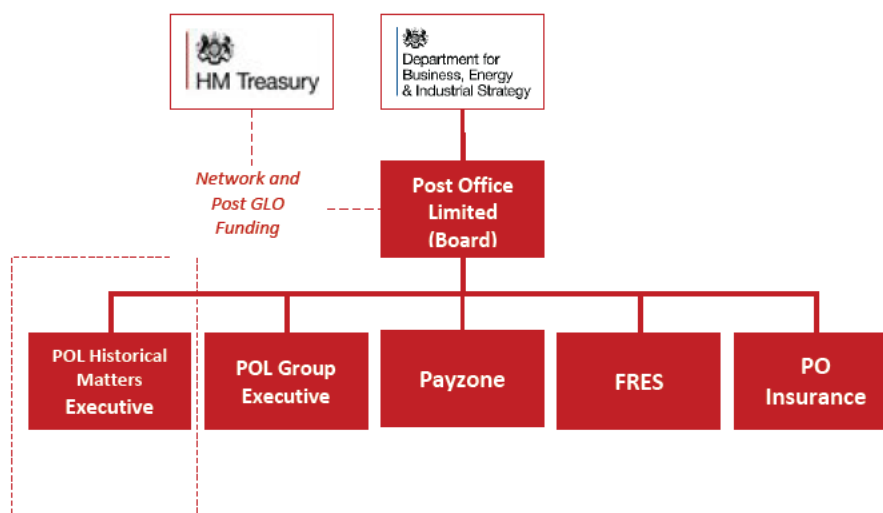 HM Treasury
Department for
Business, Energy
& Industrial Strategy
Network and
Post GLO
Funding
Post Office
Limited
(Board)
POL Historical
Matters
Executive
POL Group
Executive
Payzone
FRES
PO
Insurance